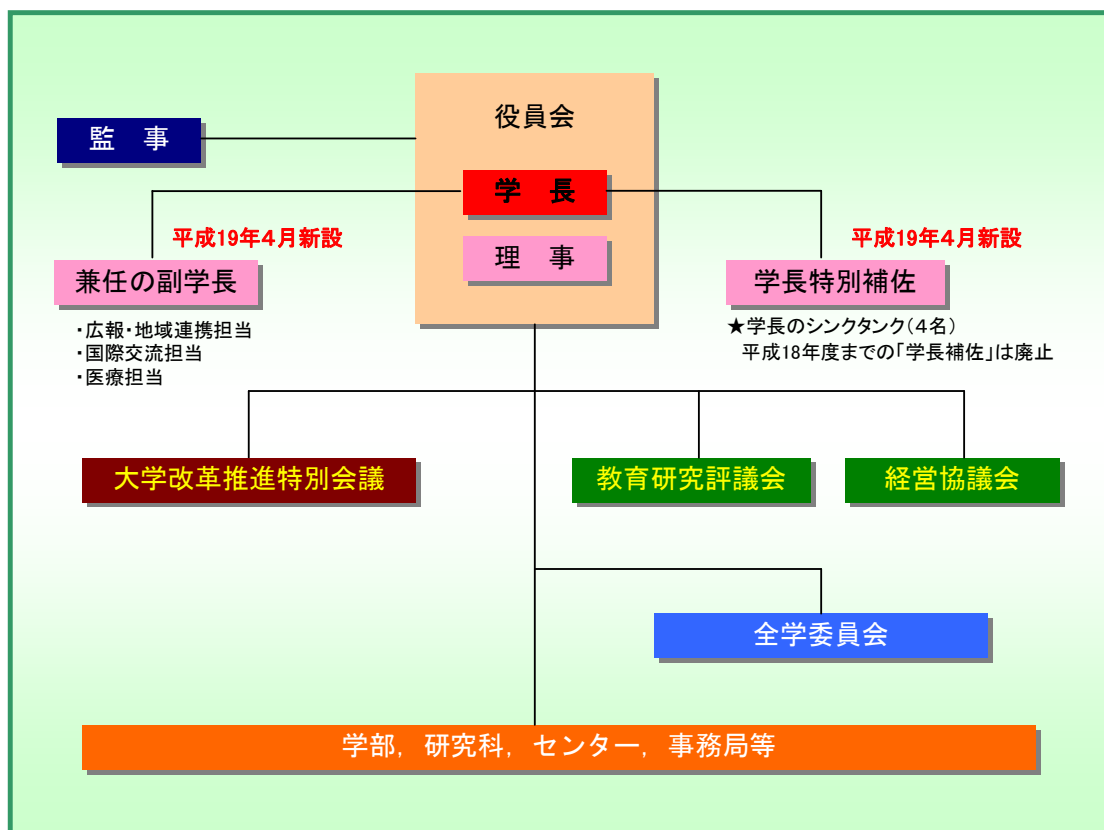 役員会
監　事
学　長
平成19年4月新設
平成19年4月新設
理　事
兼任の副学長
学長特別補佐
・広報・地域連携担当
・国際交流担当
・医療担当
★学長のシンクタンク(４名)
平成18年度までの「学長補佐」は廃止
大学改革推進特別会議
教育研究評議会
経営協議会
全学委員会
学部，研究科，センター，事務局等